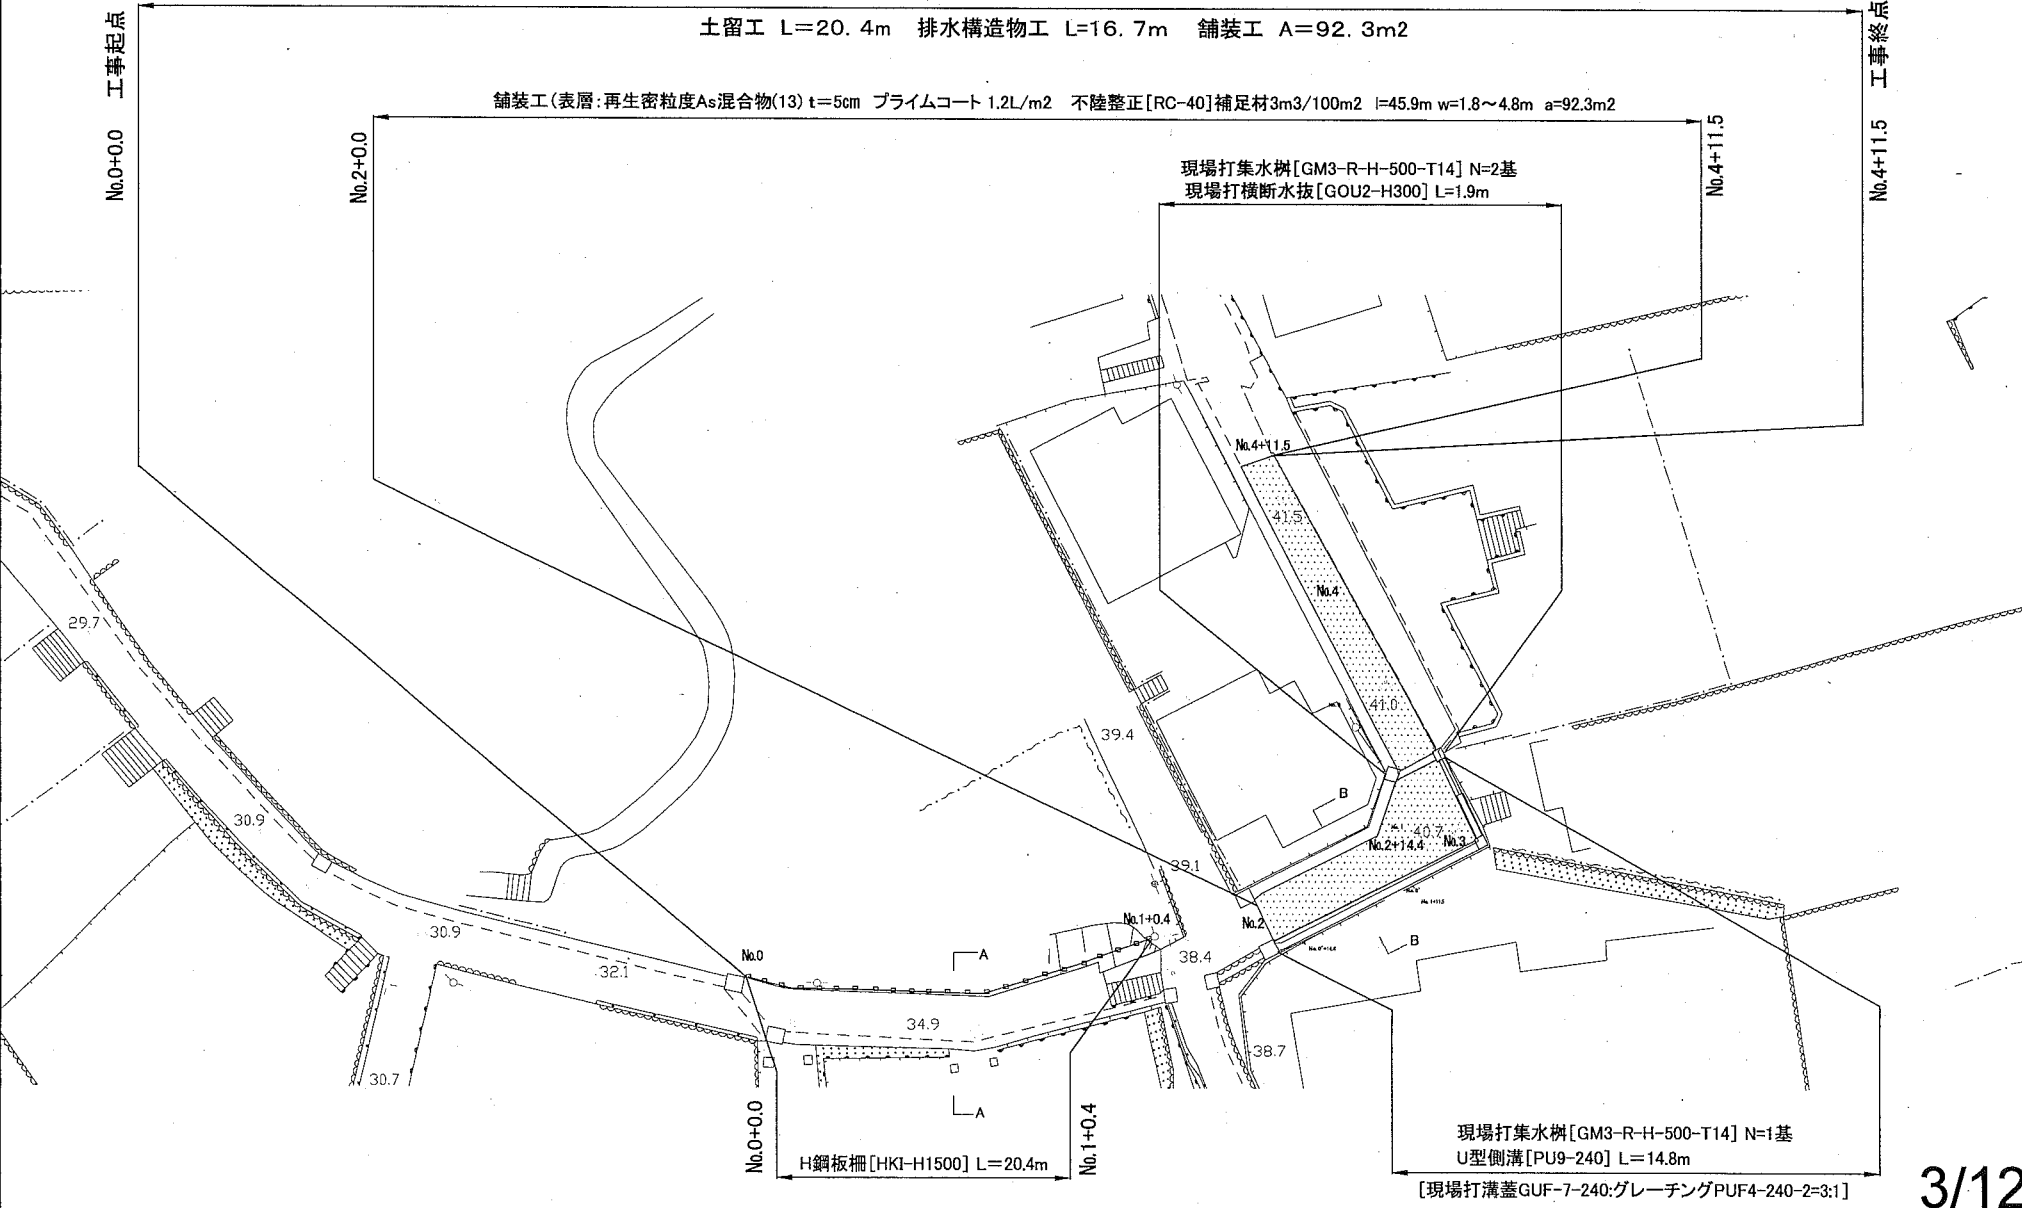 土留工 L=20.4m 排水構造物工 L=16.7m 舗装工 A=92.3m2
No.0+0.0 工事起点
No.4+11.5 工事終点
舗装工(表層:再生密粒度As混合物(13) t=5cm プライムコート 1.2L/m2 不陸整正[RC-40]補足材3m3/100m2 l=45.9m w=1.8~4.8m a=92.3m2
No.2+0.0
No.4+11.5
現場打集水桝[GM3-R-H-500-T14] N=2基
現場打横断水抜[GOU2-H300] L=1.9m
No.4+11.5
41.5
No.4
29.7
41.0
39.4
B
30.9
40.7
No.2+14.4
No.3
39.1
No.1+0.4
No.2
30.9
B
No.0
A
38.4
32.1
34.9
38.7
30.7
A
No.0+0.0
No.1+0.4
H鋼板柵[HKI-H1500] L=20.4m
現場打集水桝[GM3-R-H-500-T14] N=1基
U型側溝[PU9-240] L=14.8m
[現場打溝蓋GUF-7-240:グレーチングPUF4-240-2=3:1]
3/12